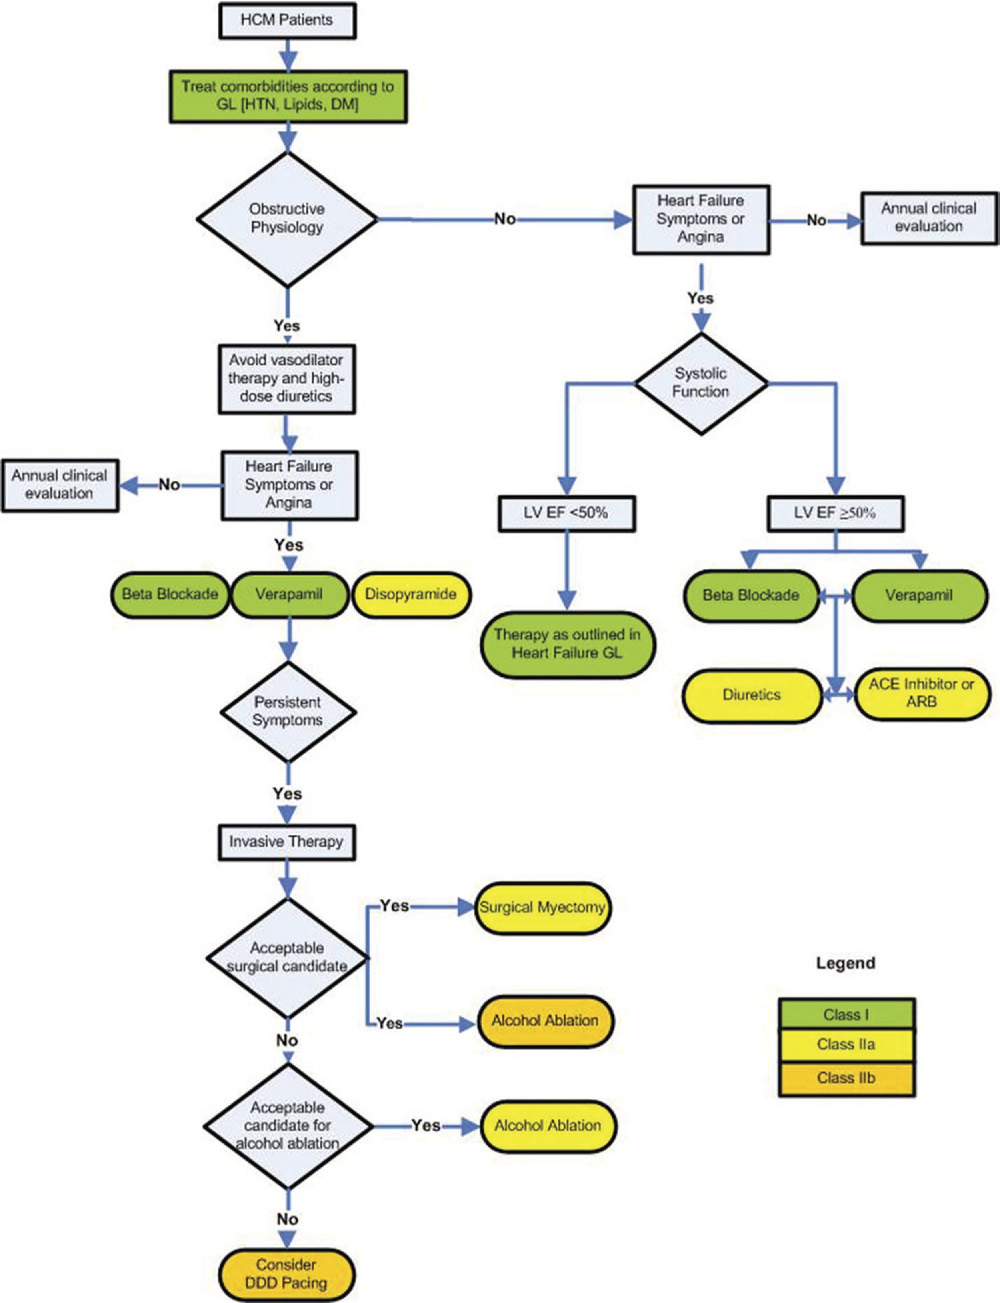 HCM Patients
Treat comorbidities according to
GL [HTN, Lipids, DM]
Obstructive
Physiology
No
Heart Failure
Symptoms or
Angina
No
Annual clinical
evaluation
Yes
Yes
Avoid vasodilator
therapy and high-
dose diuretics
Systolic
Function
Annual clinical
evaluation
No
Heart Failure
Symptoms or
Angina
LV EF <50%
LV EF ≥50%
Yes
Beta Blockade
Verapamil
Disopyramide
Beta Blockade
Verapamil
Therapy as outlined in
Heart Failure GL
Diuretics
ACE Inhibitor or
ARB
Persistent
Symptoms
Yes
Invasive Therapy
Acceptable
surgical candidate
Yes
Surgical Myectomy
Yes
Alcohol Ablation
No
Acceptable
candidate for
alcohol ablation
Yes
Alcohol Ablation
No
Consider
DDD Pacing
Legend
Class I
Class IIa
Class IIb